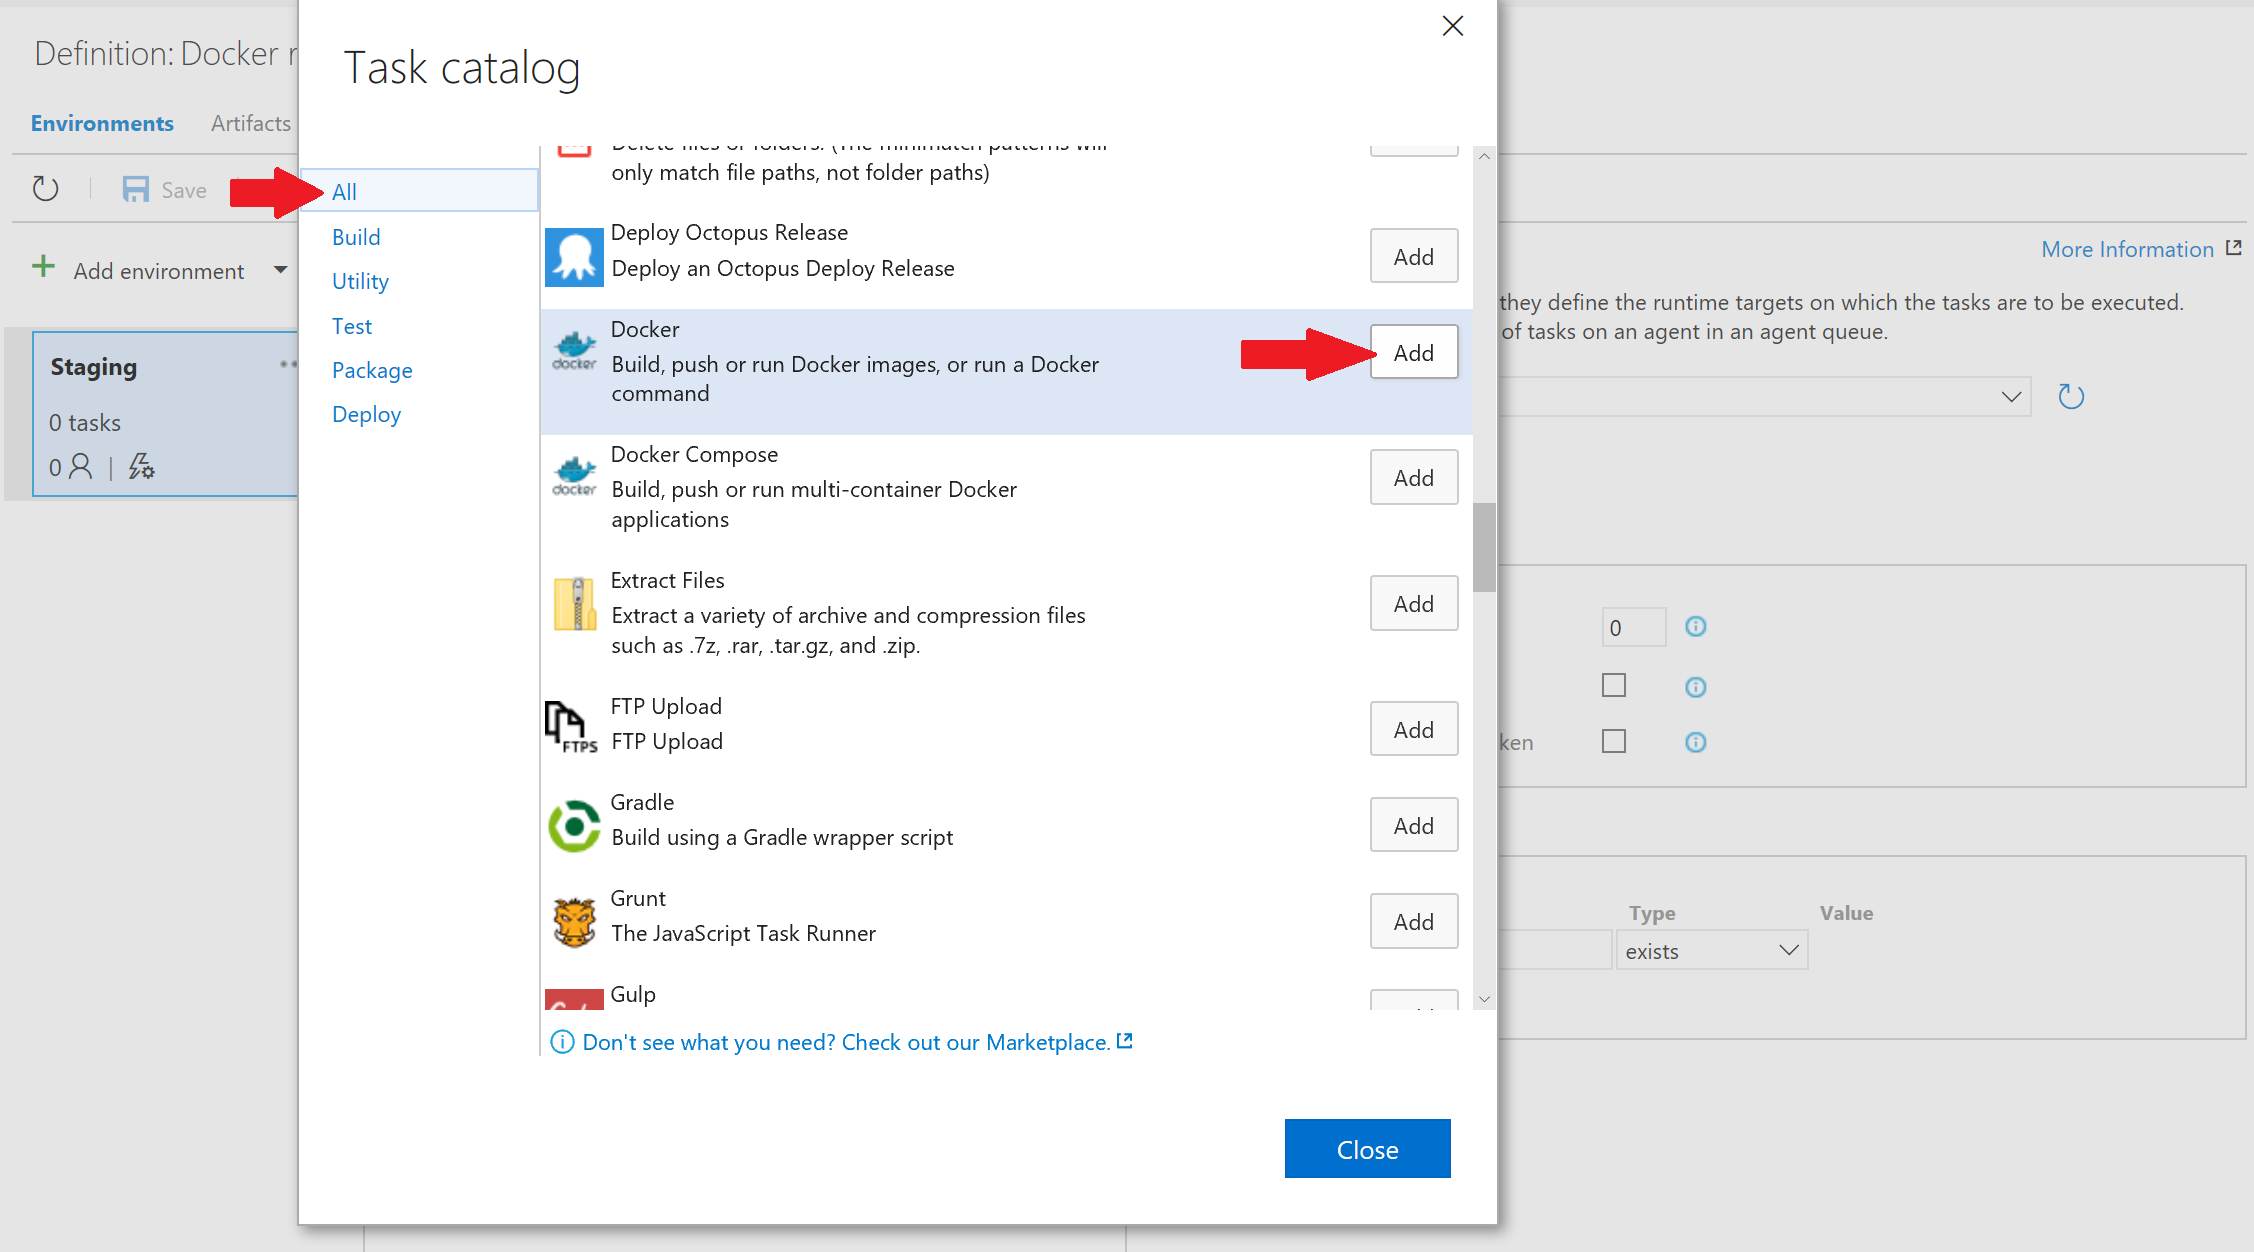 Definition: Docker r
Environments Artifacts
Save
Add environment
Staging
0 tasks
0 |
Task catalog
All
Build
Utility
Test
Package
Deploy
only match file paths, not folder paths)
Deploy Octopus Release
Deploy an Octopus Deploy Release
Add
Docker
Build, push or run Docker images, or run a Docker
command
Add
docker
Docker Compose
Build, push or run multi-container Docker
applications
Add
docker
Extract Files
Extract a variety of archive and compression files
such as .7z, .rar, .tar.gz, and .zip.
Add
FTP Upload
FTP Upload
FTPS
Add
Gradle
Build using a Gradle wrapper script
Add
Grunt
The JavaScript Task Runner
Add
Gulp
Don't see what you need? Check out our Marketplace.
Close
More Information
they define the runtime targets on which the tasks are to be executed.
of tasks on an agent in an agent queue.
0
ken
Type Value
exists